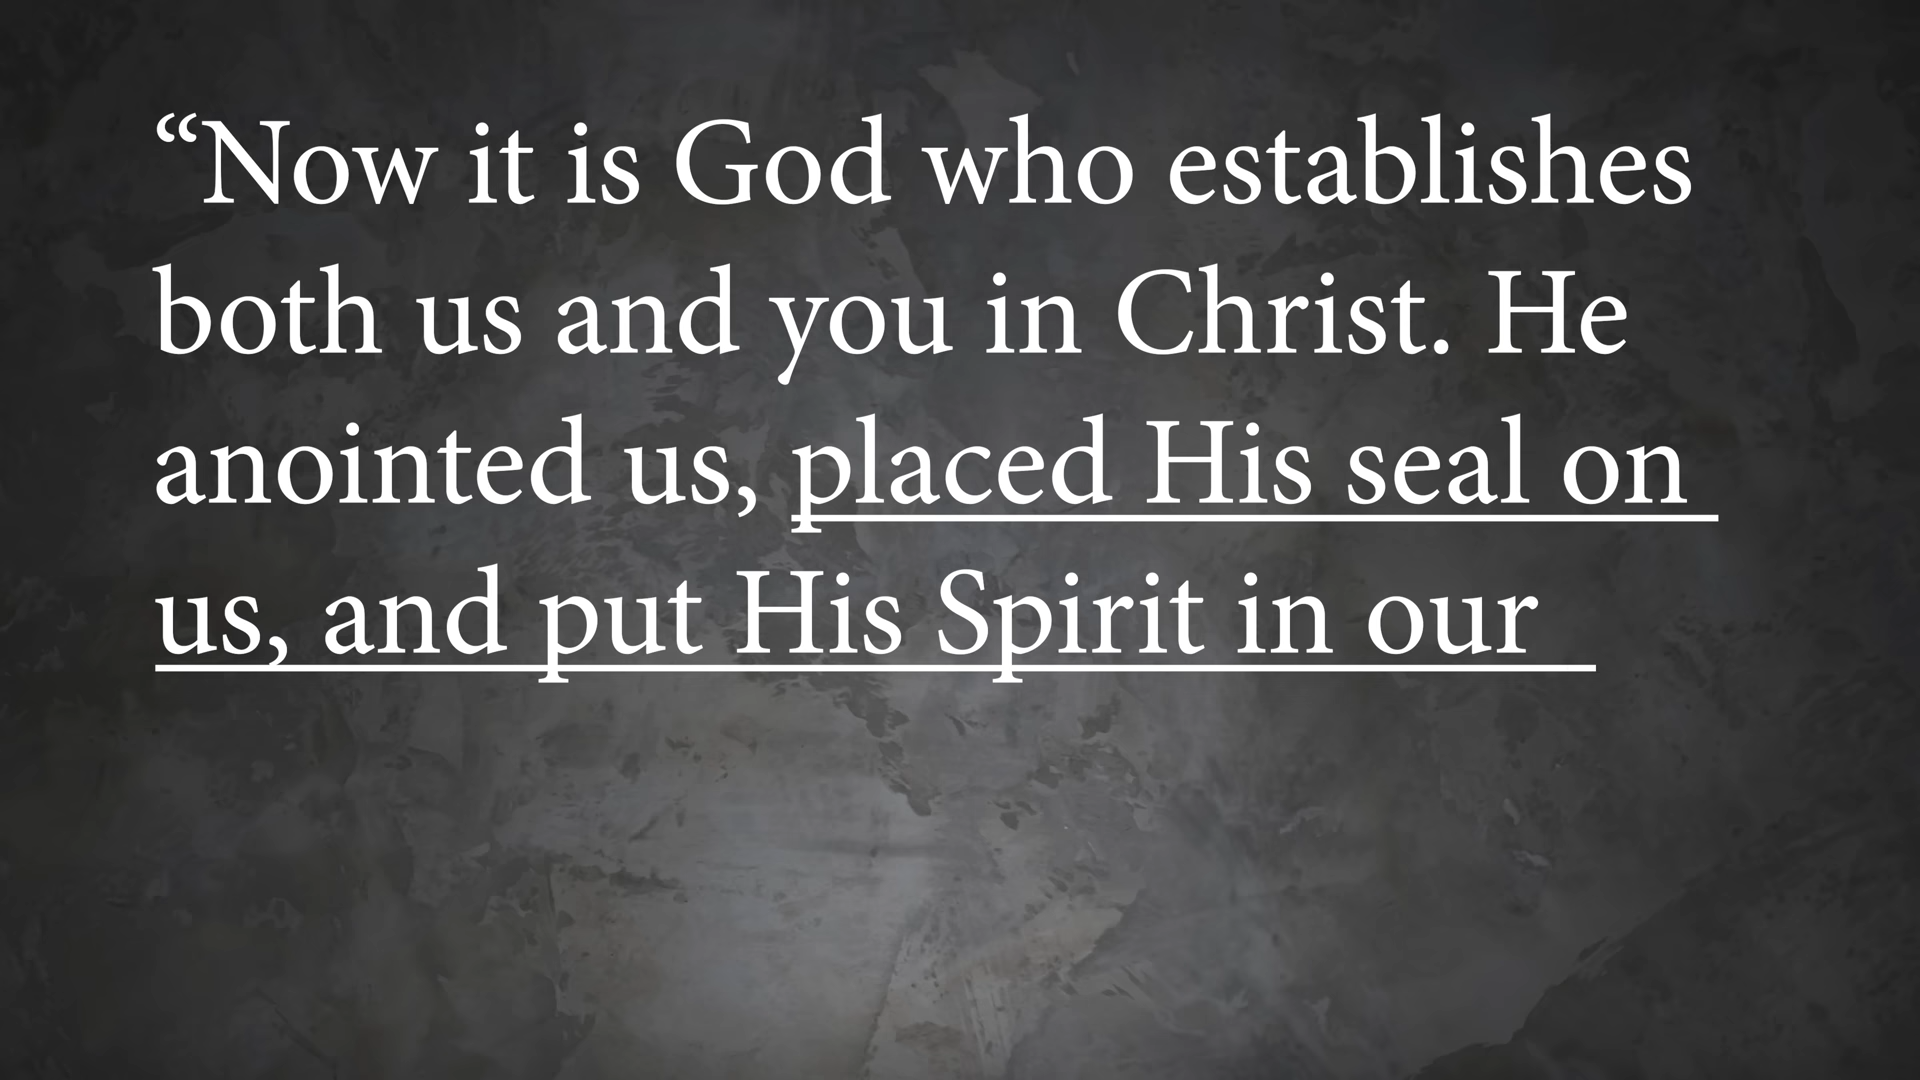 “Now it is God who establishes
both us and you in Christ. He
anointed us, placed His seal on
us, and put His Spirit in our